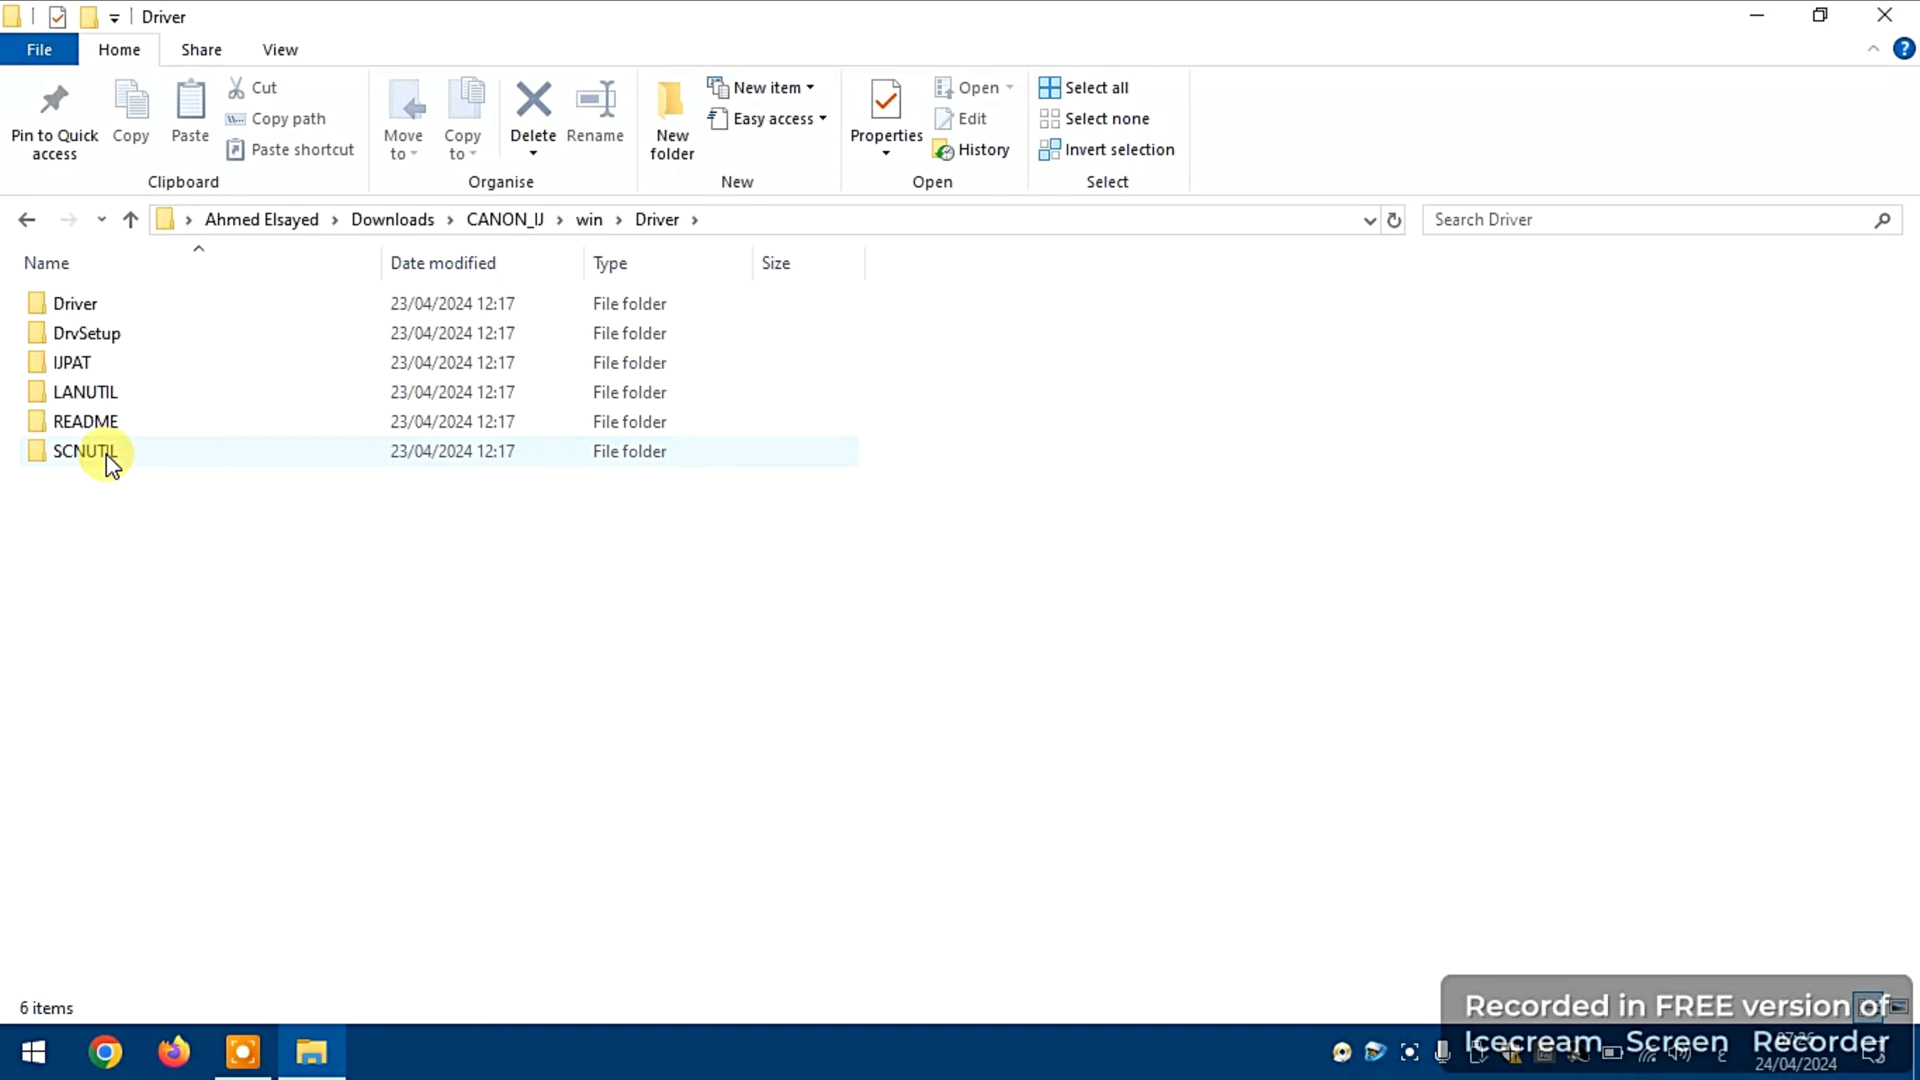 Driver
File Home Share View
Pin to Quick access
Copy
Paste
Cut
Copy path
Paste shortcut
Clipboard
Move to
Copy to
Delete
Rename
Organise
New folder
New item
Easy access
New
Properties
Open
Edit
History
Open
Select all
Select none
Invert selection
Select
Ahmed Elsayed Downloads CANON_IJ win Driver
Search Driver
Name Date modified Type Size
Driver 23/04/2024 12:17 File folder
DrvSetup 23/04/2024 12:17 File folder
IJPAT 23/04/2024 12:17 File folder
LANUTIL 23/04/2024 12:17 File folder
README 23/04/2024 12:17 File folder
SCNUTIL 23/04/2024 12:17 File folder
6 items
Recorded in FREE version of
Icecream Screen Recorder
24/04/2024